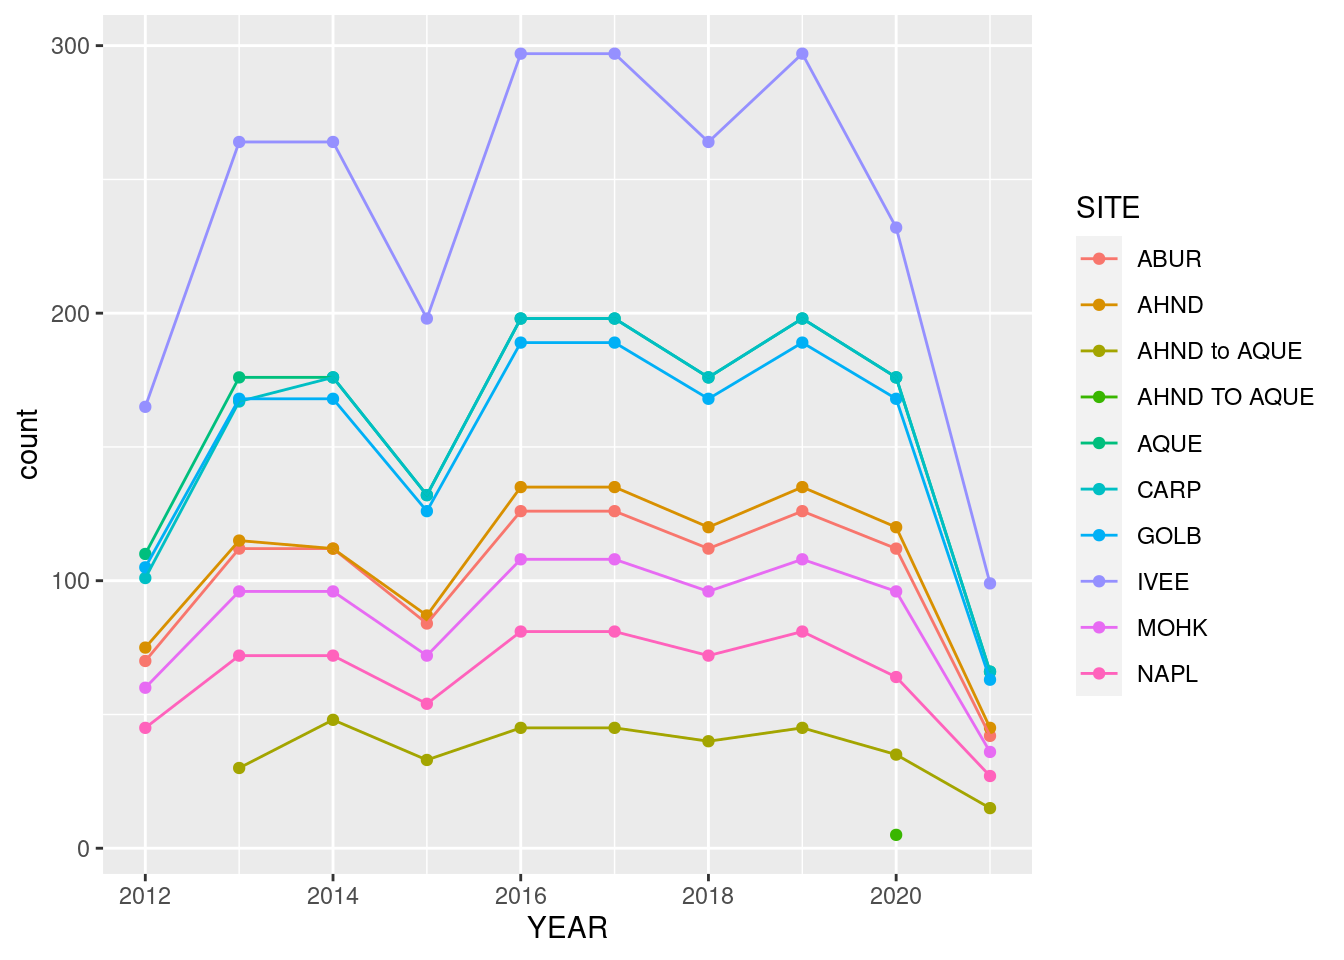 300
200
100
0
count
2012 2014 2016 2018 2020
YEAR
SITE
ABUR
AHND
AHND to AQUE
AHND TO AQUE
AQUE
CARP
GOLB
IVEE
MOHK
NAPL